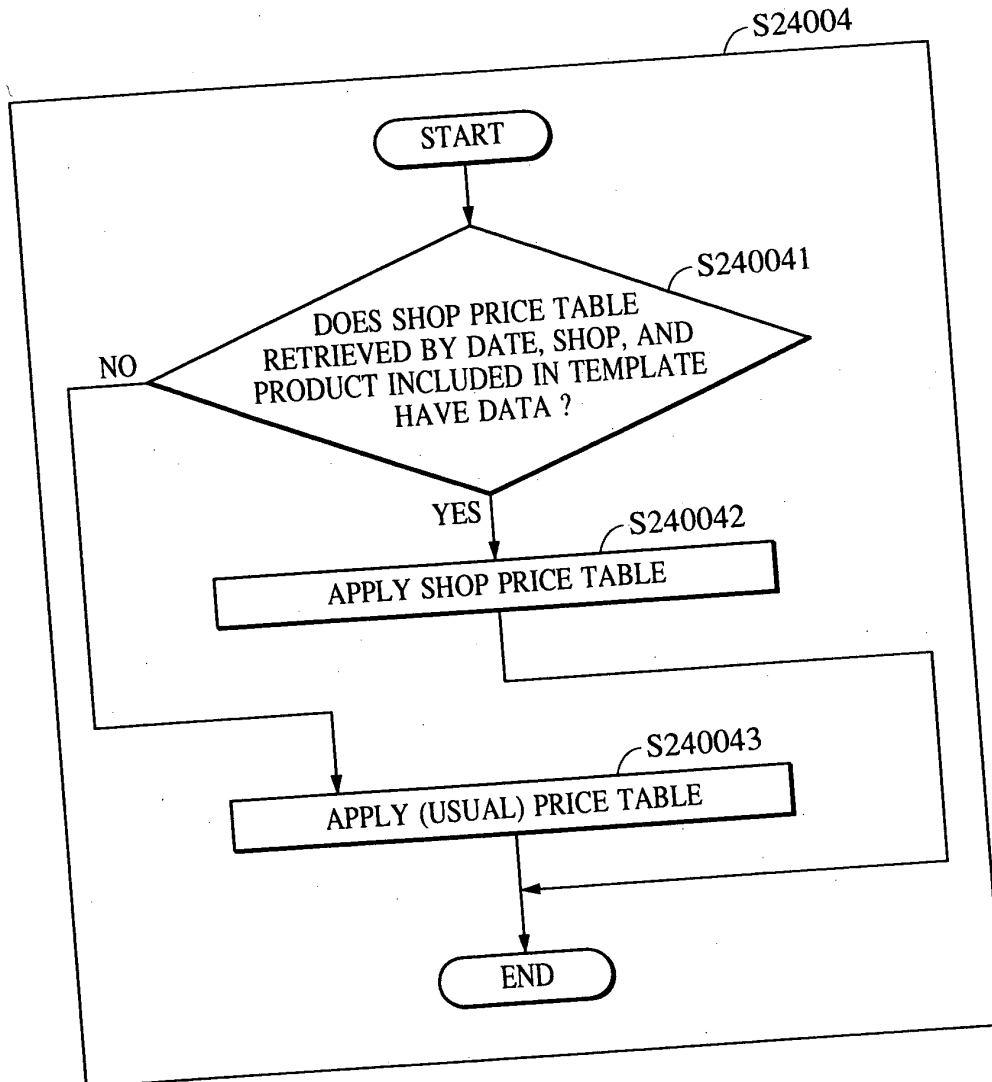 S24004
START
S240041
DOES SHOP PRICE TABLE
RETRIEVED BY DATE, SHOP, AND
PRODUCT INCLUDED IN TEMPLATE
HAVE DATA ?
NO
YES
S240042
APPLY SHOP PRICE TABLE
S240043
APPLY (USUAL) PRICE TABLE
END